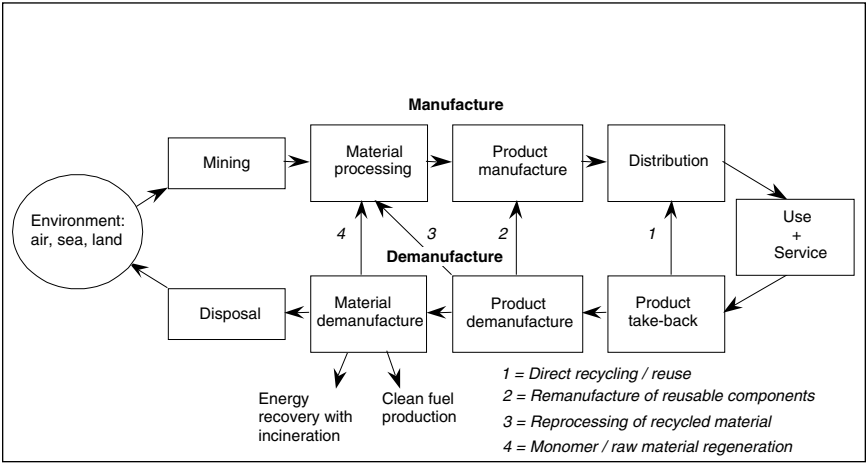 Manufacture
Mining
Material
processing
Product
manufacture
Distribution
Environment:
air, sea, land
Use
+
Service
4
3
2
1
Demanufacture
Disposal
Material
demanufacture
Product
demanufacture
Product
take-back
Energy
recovery with
incineration
Clean fuel
production
1 = Direct recycling / reuse
2 = Remanufacture of reusable components
3 = Reprocessing of recycled material
4 = Monomer / raw material regeneration